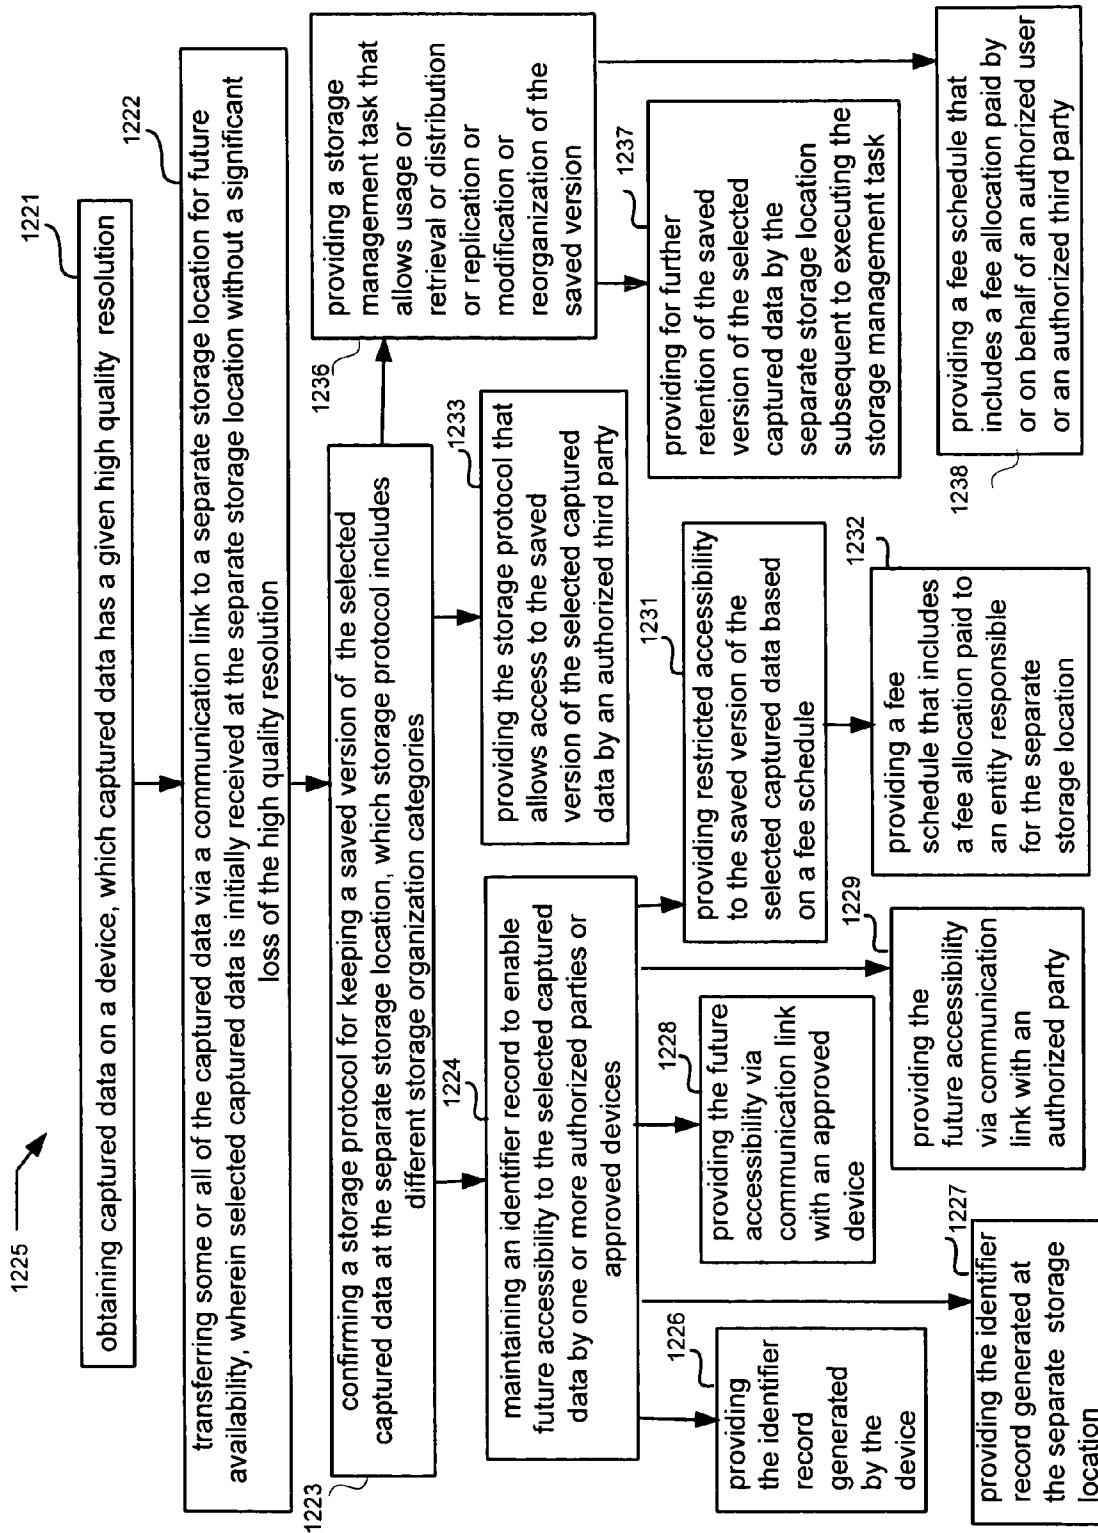 1225
1221
obtaining captured data on a device, which captured data has a given high quality resolution
1222
transferring some or all of the captured data via a communication link to a separate storage location for future
availability, wherein selected captured data is initially received at the separate storage location without a significant
loss of the high quality resolution
1223
confirming a storage protocol for keeping a saved version of the selected
captured data at the separate storage location, which storage protocol includes
different storage organization categories
1224
maintaining an identifier record to enable
future accessibility to the selected captured
data by one or more authorized parties or
approved devices
1226
providing
the identifier
record
generated
by the
device
1227
providing the identifier
record generated at
the separate storage
location
1228
providing the future
accessibility via
communication link
with an approved
device
1229
providing the
future accessibility
via communication
link with an
authorized party
1231
providing restricted accessibility
to the saved version of the
selected captured data based
on a fee schedule
1232
providing a fee
schedule that includes
a fee allocation paid to
an entity responsible
for the separate
storage location
1233
providing the storage protocol that
allows access to the saved
version of the selected captured
data by an authorized third party
1236
providing a storage
management task that
allows usage or
retrieval or distribution
or replication or
modification or
reorganization of the
saved version
1237
providing for further
retention of the saved
version of the selected
captured data by the
separate storage location
subsequent to executing the
storage management task
1238
providing a fee schedule that
includes a fee allocation paid by
or on behalf of an authorized user
or an authorized third party